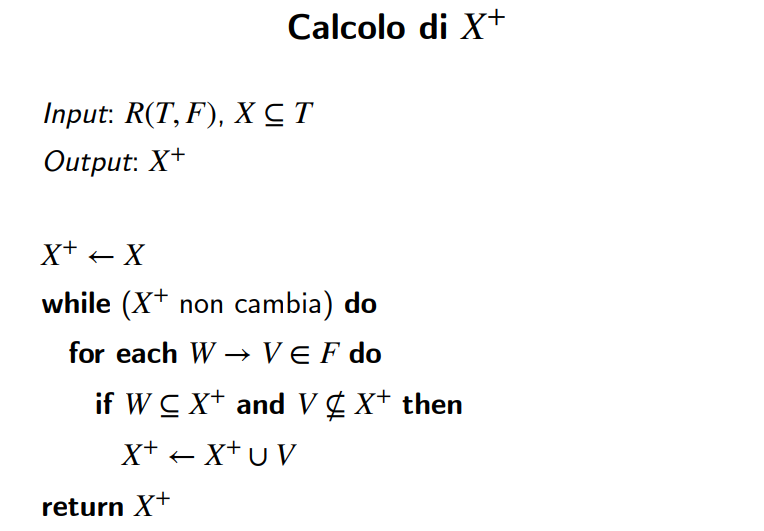 Calcolo di X⁺
Input: R(T, F), X ⊆ T
Output: X⁺
X⁺ ← X
while (X⁺ non cambia) do
for each W → V ∈ F do
if W ⊆ X⁺ and V ⊈ X⁺ then
X⁺ ← X⁺ ∪ V
return X⁺